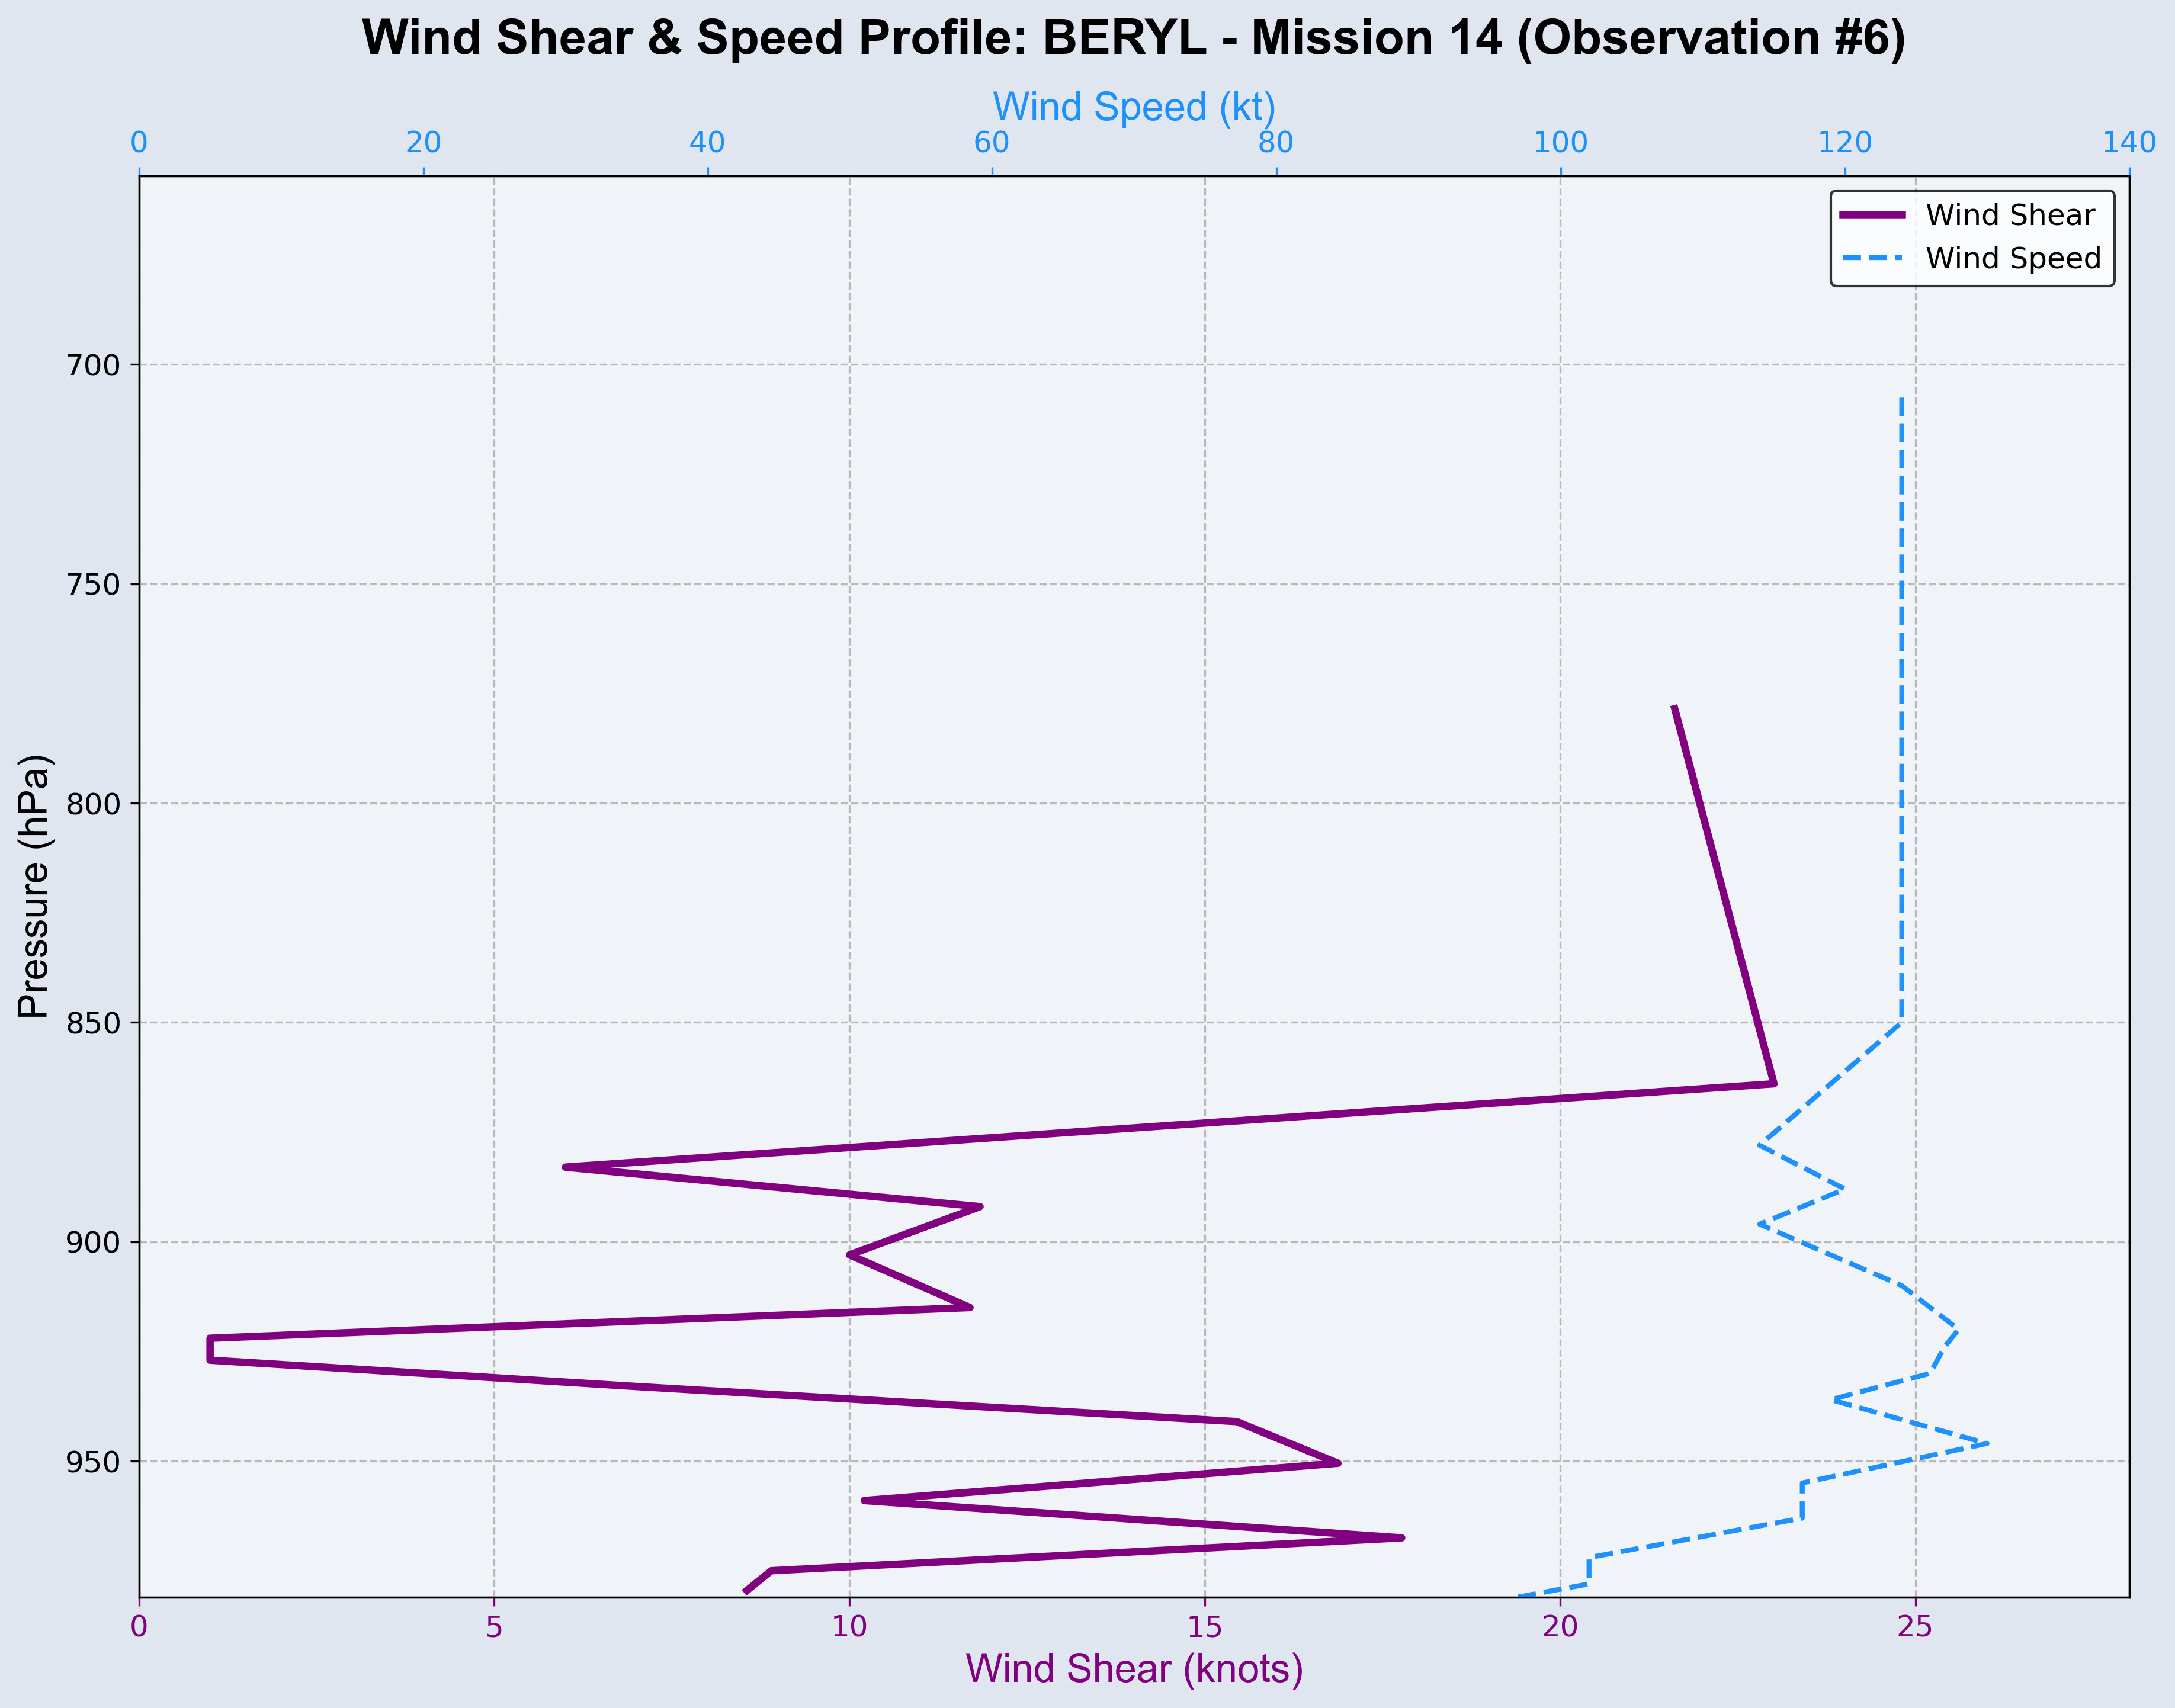 Wind Shear & Speed Profile: BERYL - Mission 14 (Observation #6)
Wind Speed (kt)
0 20 40 60 80 100 120 140
Wind Shear
Wind Speed
700
750
800
850
900
950
Pressure (hPa)
0 5 10 15 20 25
Wind Shear (knots)